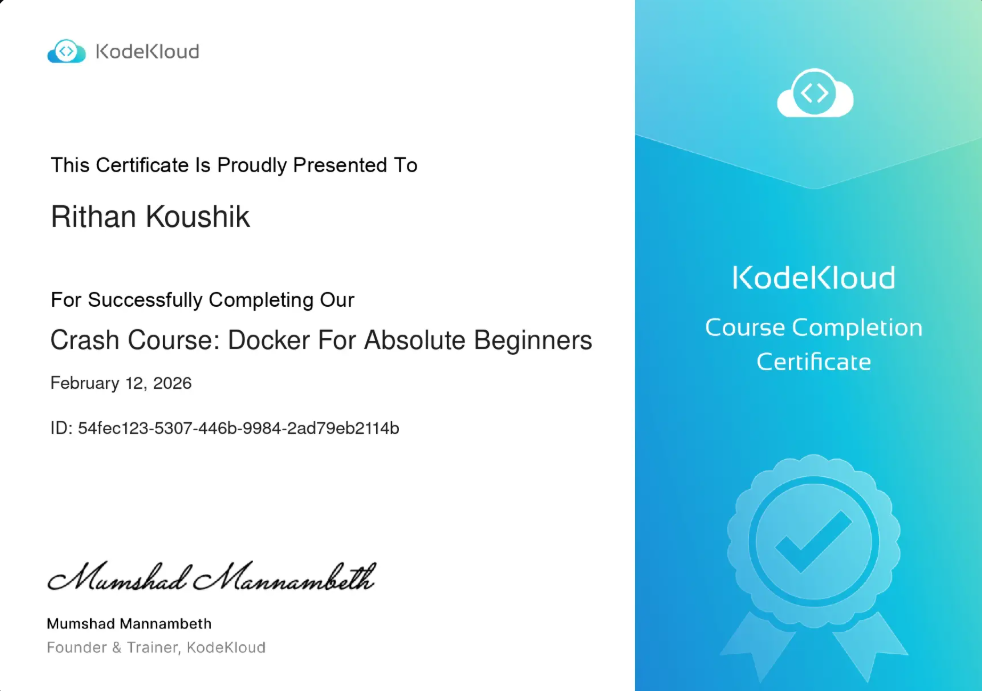 KodeKloud
This Certificate Is Proudly Presented To
Rithan Koushik
For Successfully Completing Our
Crash Course: Docker For Absolute Beginners
February 12, 2026
ID: 54fec123-5307-446b-9984-2ad79eb2114b
Mumshad Mannambeth
Mumshad Mannambeth
Founder & Trainer, KodeKloud
KodeKloud
Course Completion
Certificate